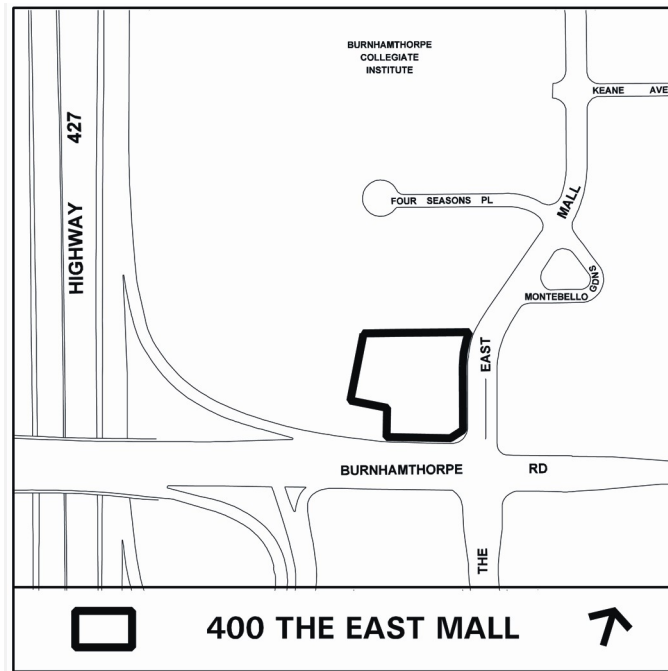 BURNHAMTHORPE
COLLEGIATE
INSTITUTE
KEANE AVE
HIGHWAY 427
FOUR SEASONS PL
THE EAST MALL
MONTEBELLO GDNS
BURNHAMTHORPE RD
400 THE EAST MALL